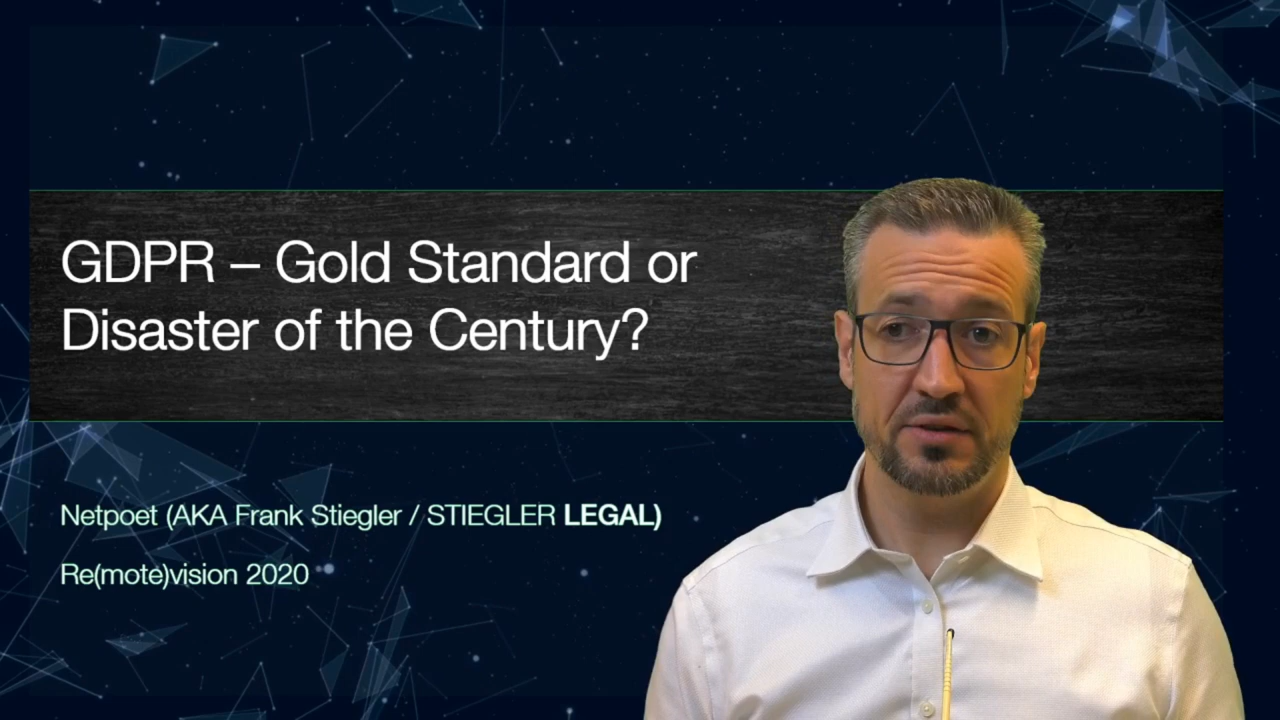 GDPR – Gold Standard or
Disaster of the Century?
Netpoet (AKA Frank Stiegler / STIEGLER LEGAL)
Re(mote)vision 2020